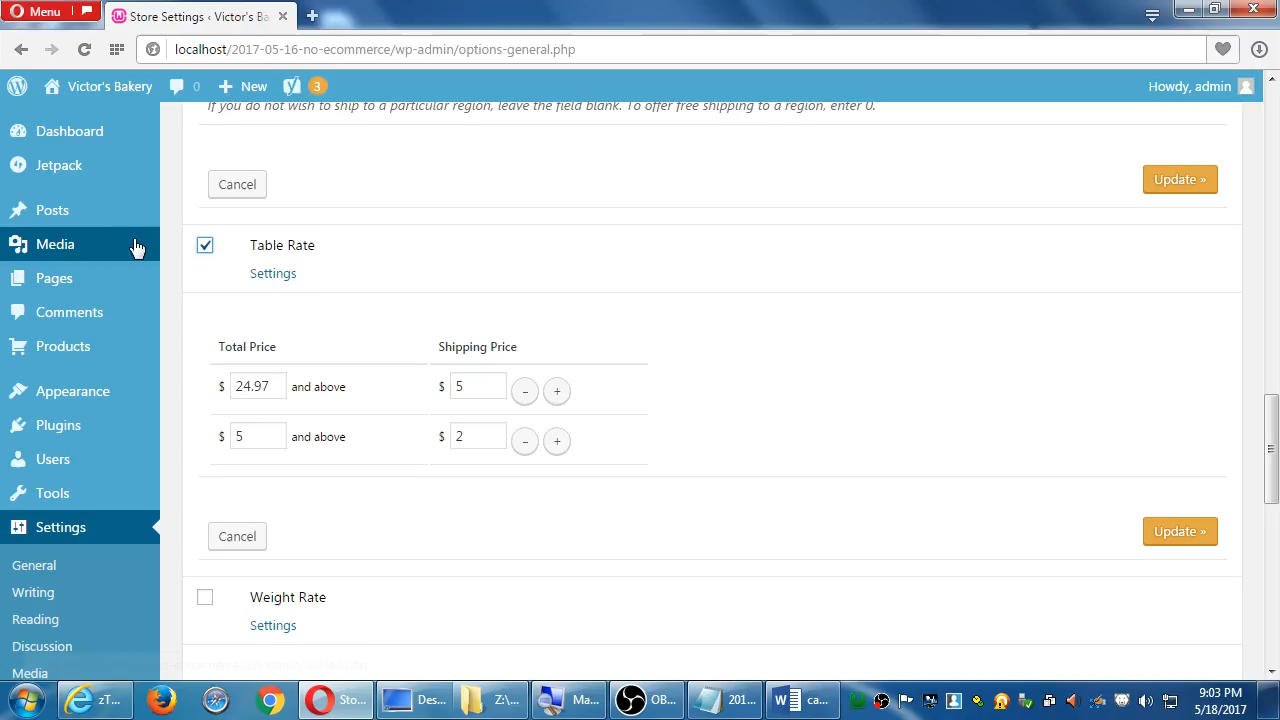 Menu
Store Settings ‹ Victor's Ba
localhost/2017-05-16-no-ecommerce/wp-admin/options-general.php
Victor's Bakery
0
New
3
Howdy, admin
Dashboard
Jetpack
Posts
Media
Pages
Comments
Products
Appearance
Plugins
Users
Tools
Settings
General
Writing
Reading
Discussion
Media
If you do not wish to ship to a particular region, leave the field blank. To offer free shipping to a region, enter 0.
Cancel
Update »
Table Rate
Settings
Total Price Shipping Price
$ 24.97 and above $ 5 - +
$ 5 and above $ 2 - +
Cancel
Update »
Weight Rate
Settings
zT... Sto... Des... Z:\... Ma... OB... 201... ca...
9:03 PM
5/18/2017